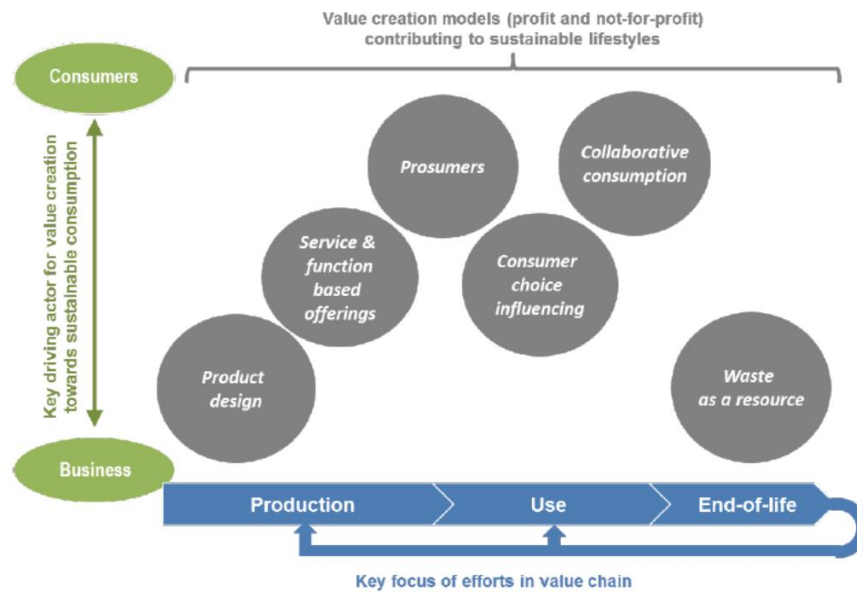 Value creation models (profit and not-for-profit)
contributing to sustainable lifestyles
Consumers
Key driving actor for value creation
towards sustainable consumption
Prosumers
Collaborative
consumption
Service &
function
based
offerings
Consumer
choice
influencing
Product
design
Waste
as a resource
Business
Production
Use
End-of-life
Key focus of efforts in value chain